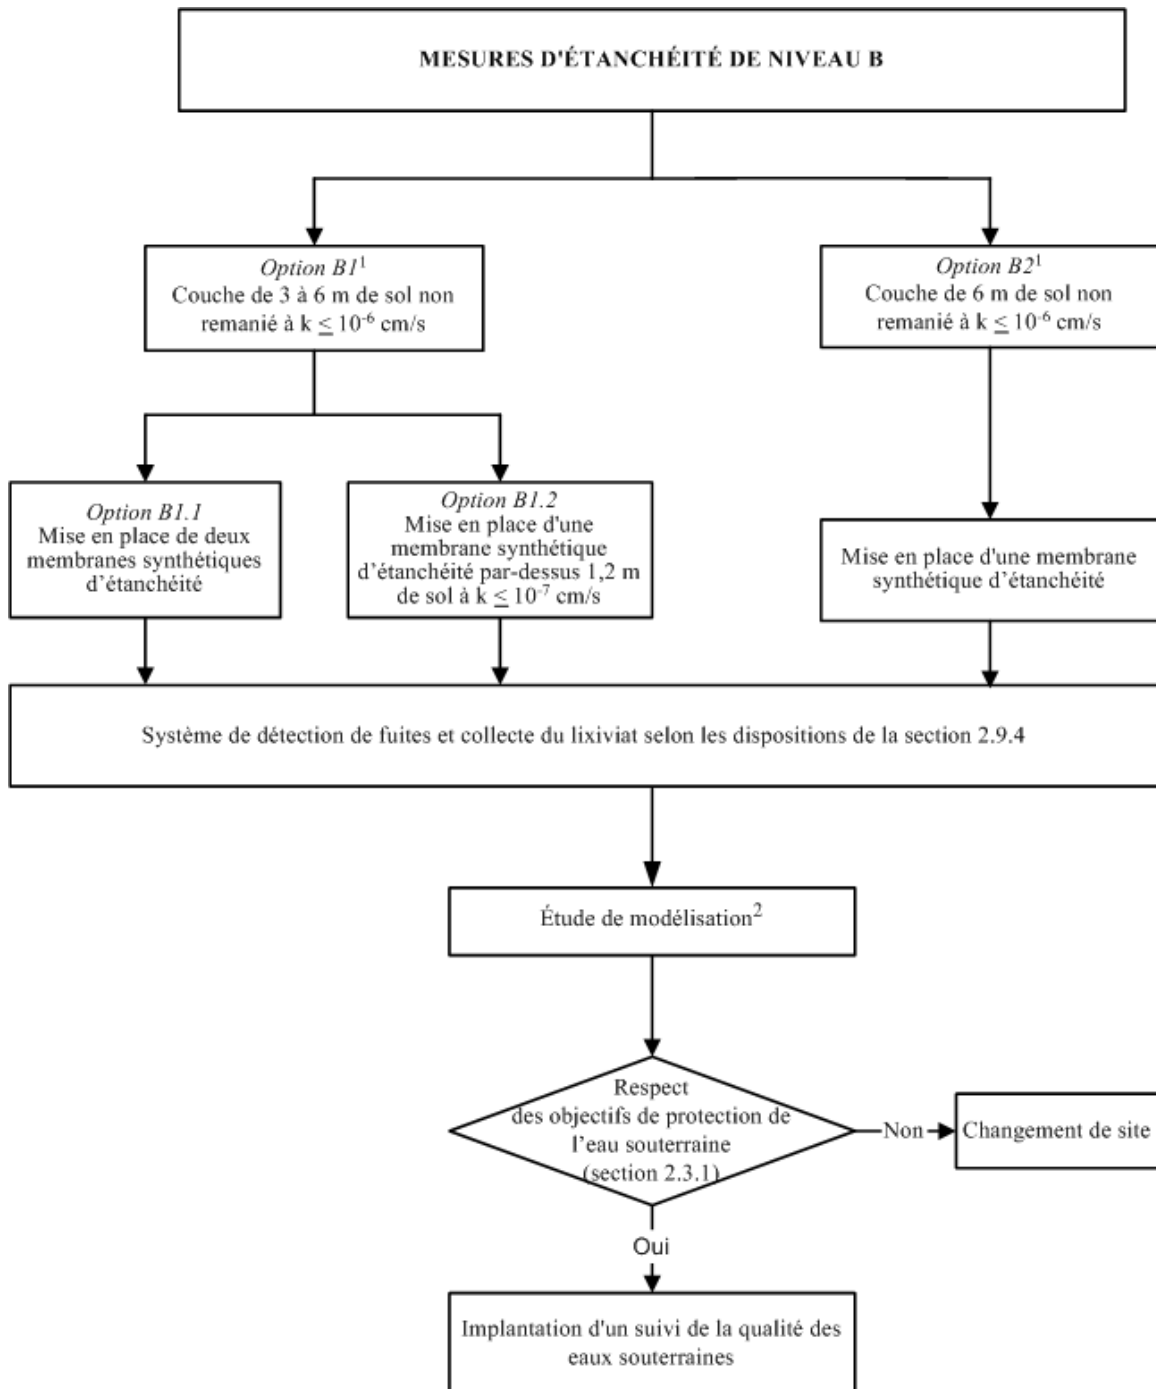 MESURES D'ÉTANCHÉITÉ DE NIVEAU B
Option B1¹
Couche de 3 à 6 m de sol non
remanié à k ≤ 10⁻⁶ cm/s
Option B2¹
Couche de 6 m de sol non
remanié à k ≤ 10⁻⁶ cm/s
Option B1.1
Mise en place de deux
membranes synthétiques
d’étanchéité
Option B1.2
Mise en place d'une
membrane synthétique
d’étanchéité par-dessus 1,2 m
de sol à k ≤ 10⁻⁷ cm/s
Mise en place d'une membrane
synthétique d’étanchéité
Système de détection de fuites et collecte du lixiviat selon les dispositions de la section 2.9.4
Étude de modélisation²
Respect
des objectifs de protection de
l’eau souterraine
(section 2.3.1)
Non
Changement de site
Oui
Implantation d'un suivi de la qualité des
eaux souterraines